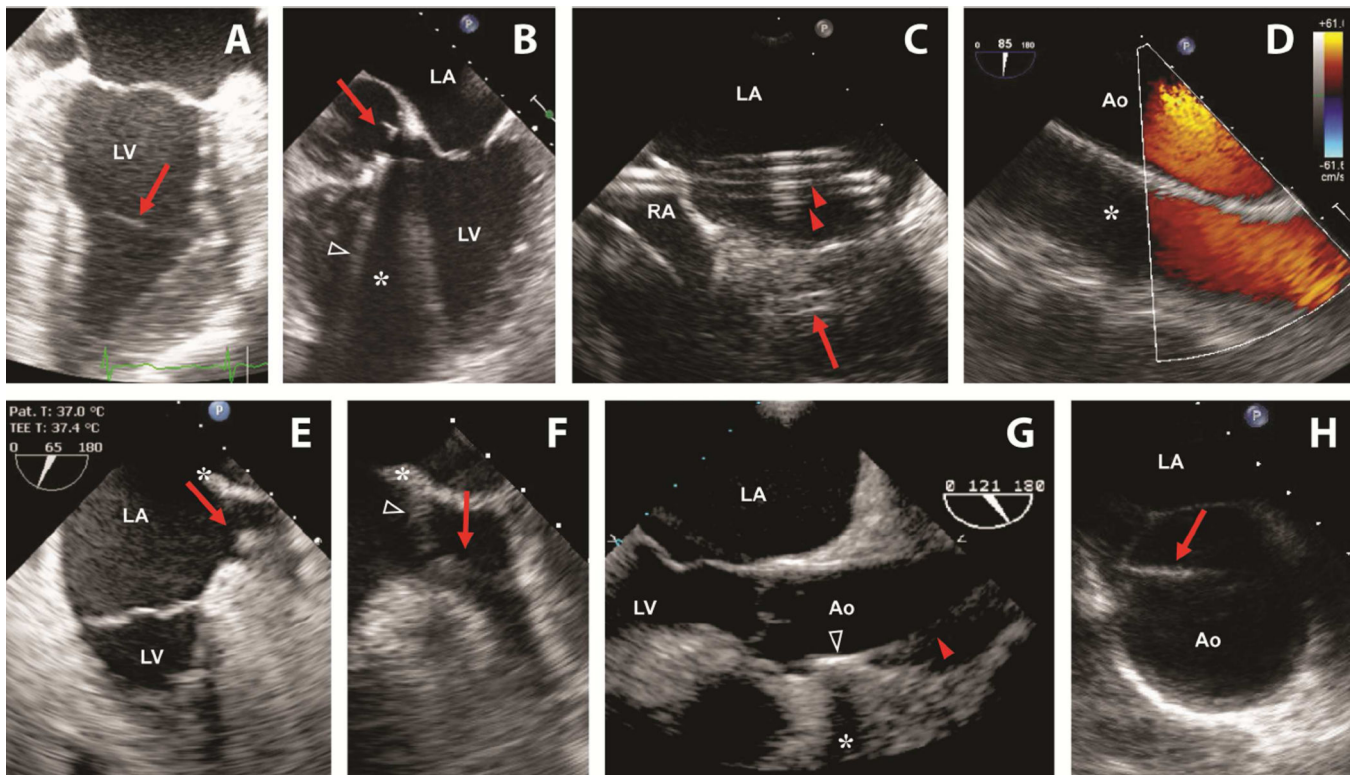 A
LV
B
LA
LV
*
P
C
LA
RA
P
D
0 85 180
P
Ao
*
+61.
-61.6
cm/s
E
Pat. T: 37.0 °C
TEE T: 37.4 °C
0 65 180
P
*
LA
LV
F
*
G
LA
0 121 180
LV
Ao
*
H
P
LA
Ao